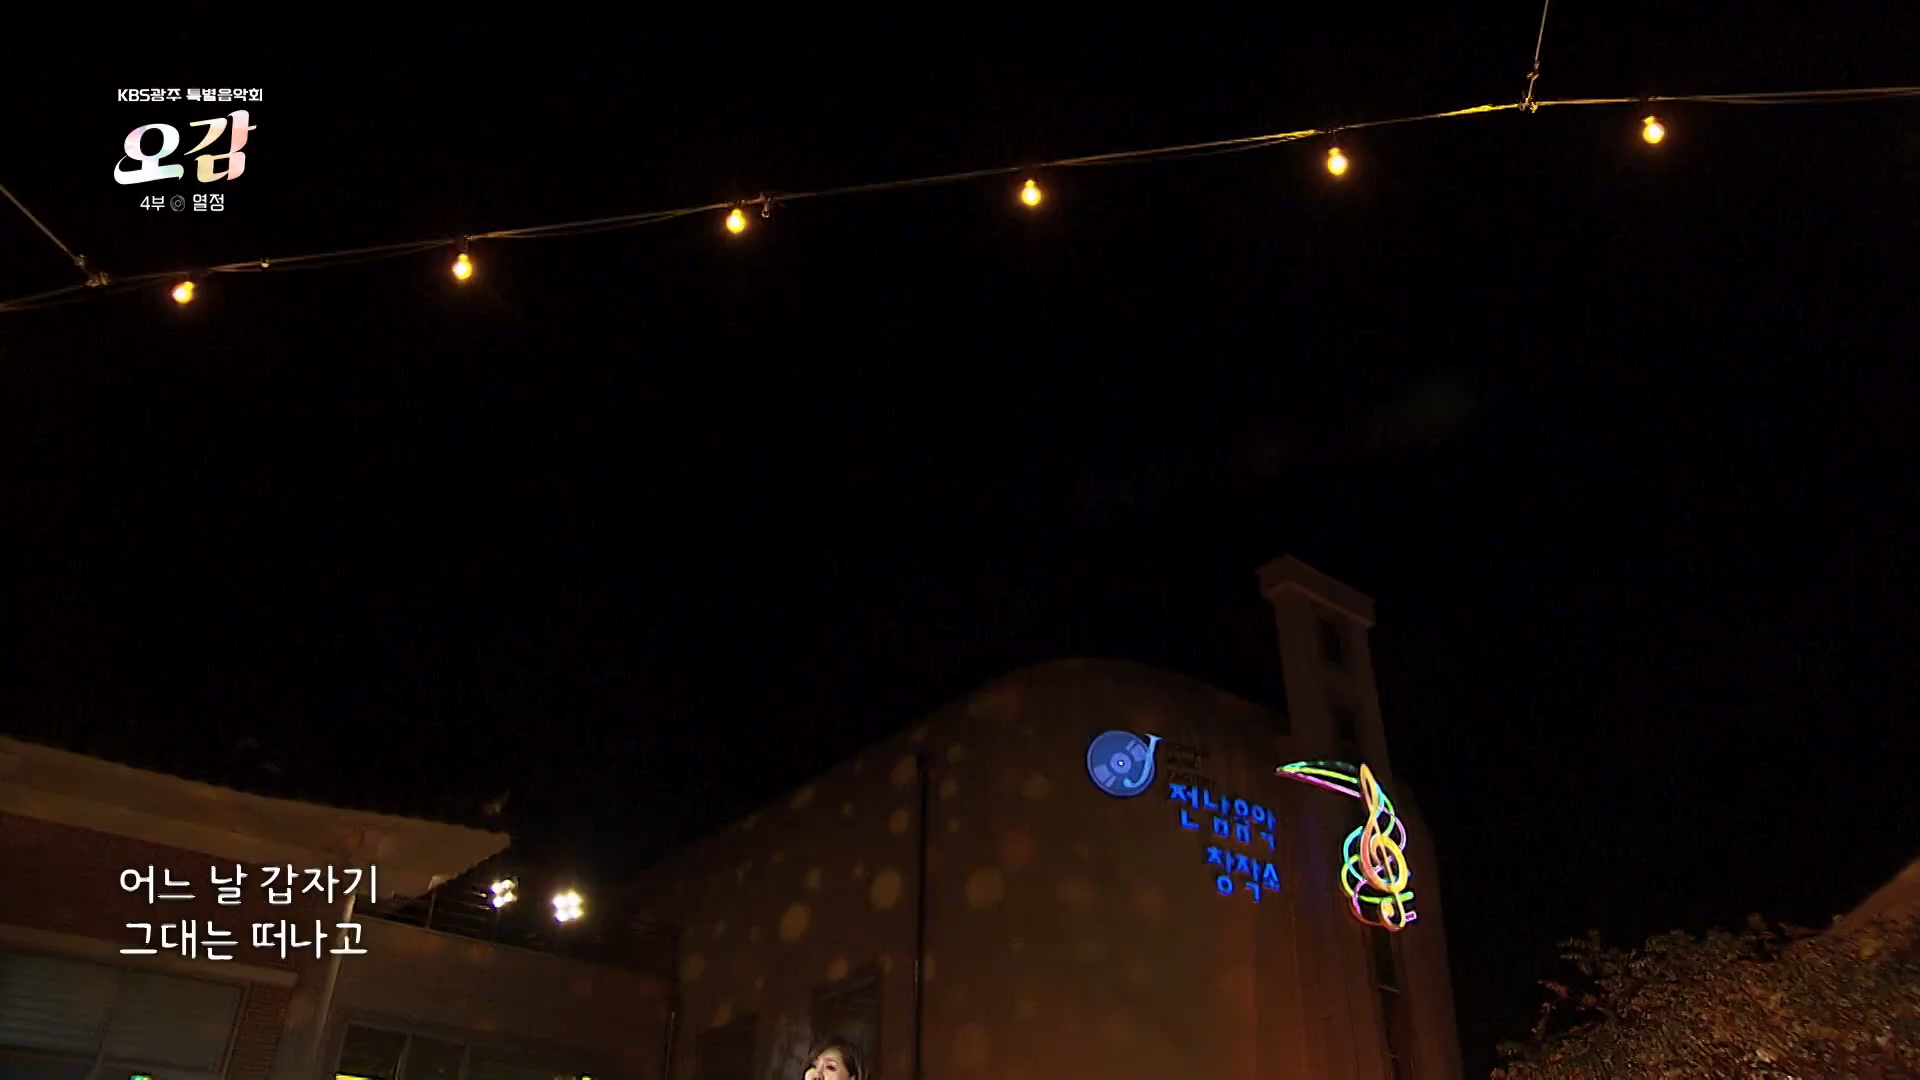 KBS광주 특별음악회
오감
4부 열정
전남음악
창작소
어느 날 갑자기
그대는 떠나고